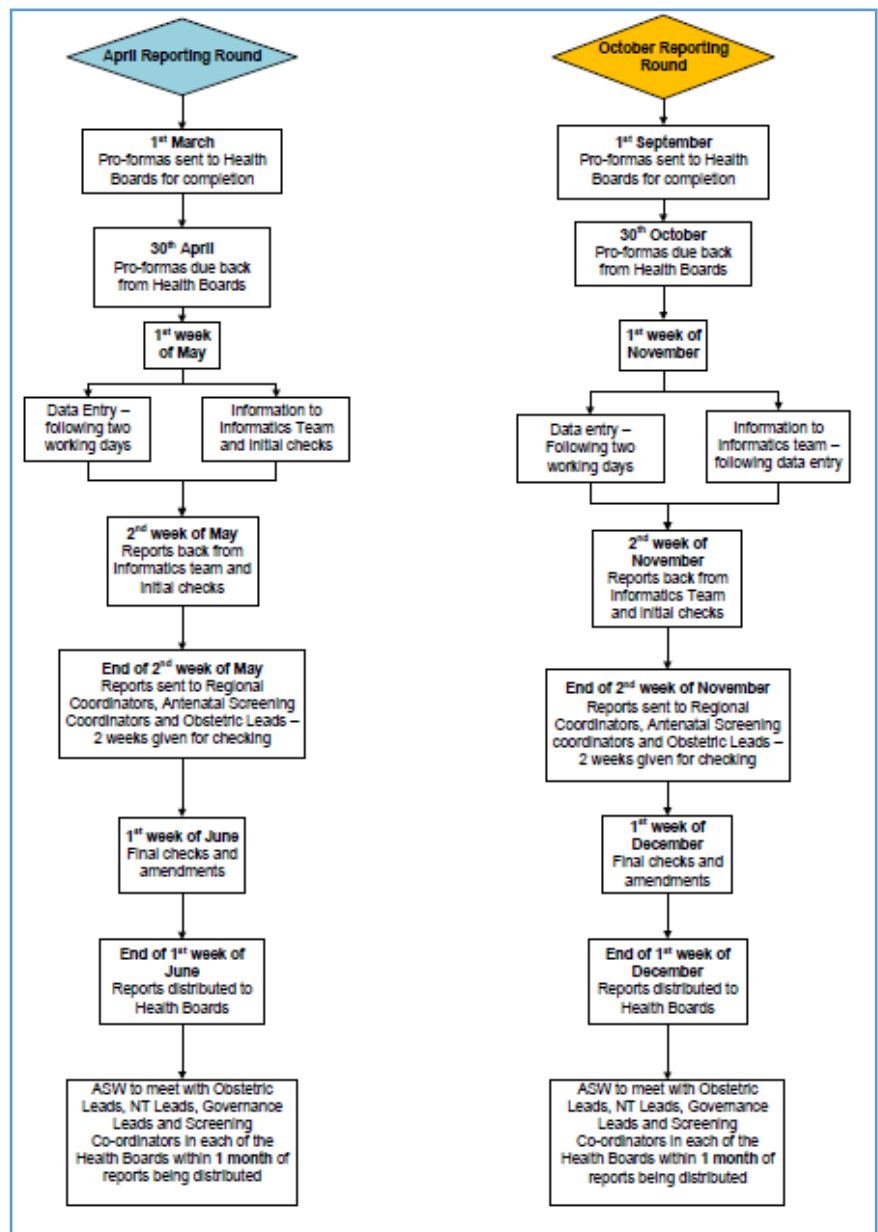 April Reporting Round
1st March
Pro-formas sent to Health
Boards for completion
30th April
Pro-formas due back
from Health Boards
1st week
of May
Data Entry –
following two
working days
Information to
Informatics Team
and initial checks
2nd week of May
Reports back from
Informatics team and
initial checks
End of 2nd week of May
Reports sent to Regional
Coordinators, Antenatal Screening
Coordinators and Obstetric Leads –
2 weeks given for checking
1st week of June
Final checks and
amendments
End of 1st week of
June
Reports distributed to
Health Boards
ASW to meet with Obstetric
Leads, NT Leads, Governance
Leads and Screening
Co-ordinators in each of the
Health Boards within 1 month of
reports being distributed
October Reporting
Round
1st September
Pro-formas sent to Health
Boards for completion
30th October
Pro-formas due back
from Health Boards
1st week of
November
Data entry –
Following two
working days
Information to
Informatics team –
following data entry
2nd week of
November
Reports back from
Informatics Team
and initial checks
End of 2nd week of November
Reports sent to Regional
Coordinators, Antenatal Screening
coordinators and Obstetric Leads –
2 weeks given for checking
1st week of
December
Final checks and
amendments
End of 1st week of
December
Reports distributed to
Health Boards
ASW to meet with Obstetric
Leads, NT Leads, Governance
Leads and Screening
Co-ordinators in each of the
Health Boards within 1 month of
reports being distributed